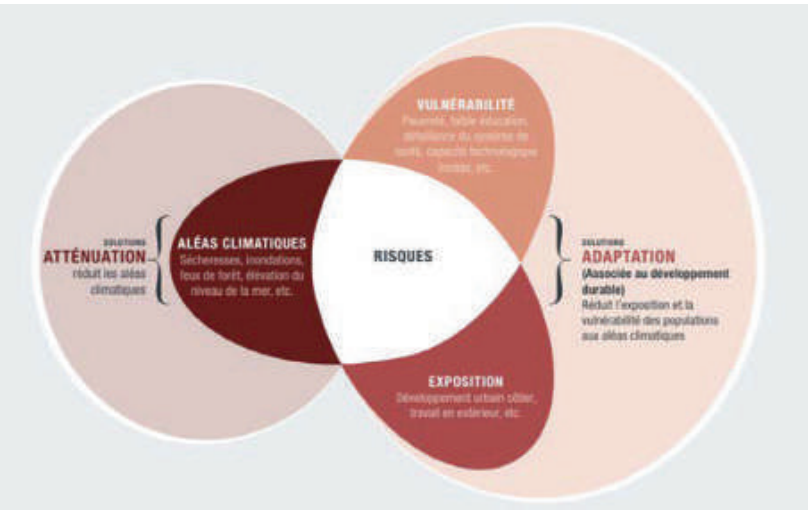 VULNÉRABILITÉ
Pauvreté, faible éducation,
défaillance du système de
santé, capacité technologique
limitée, etc.
SOLUTIONS
ATTÉNUATION
réduit les aléas
climatiques
ALÉAS CLIMATIQUES
Sécheresses, inondations,
feux de forêt, élévation du
niveau de la mer, etc.
RISQUES
SOLUTIONS
ADAPTATION
(Associée au développement
durable)
Réduit l'exposition et la
vulnérabilité des populations
aux aléas climatiques
EXPOSITION
Développement urbain côtier,
travail en extérieur, etc.